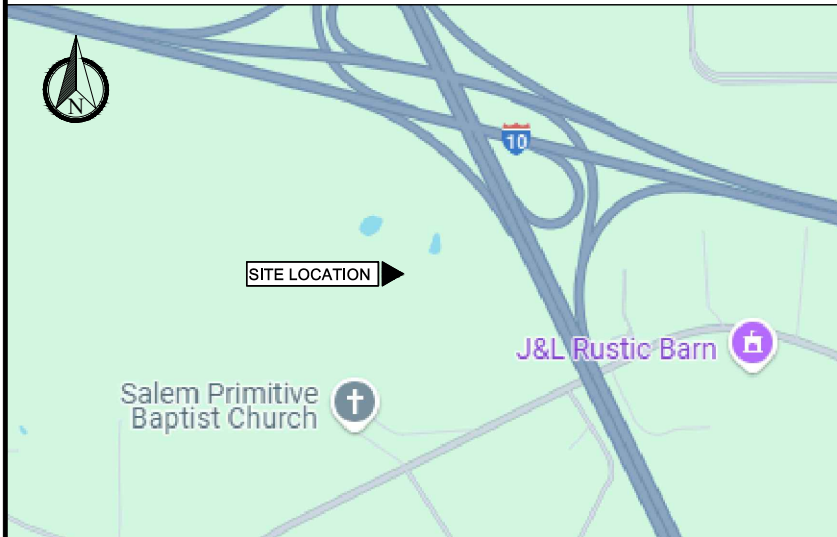 N
10
SITE LOCATION
J&L Rustic Barn
Salem Primitive
Baptist Church